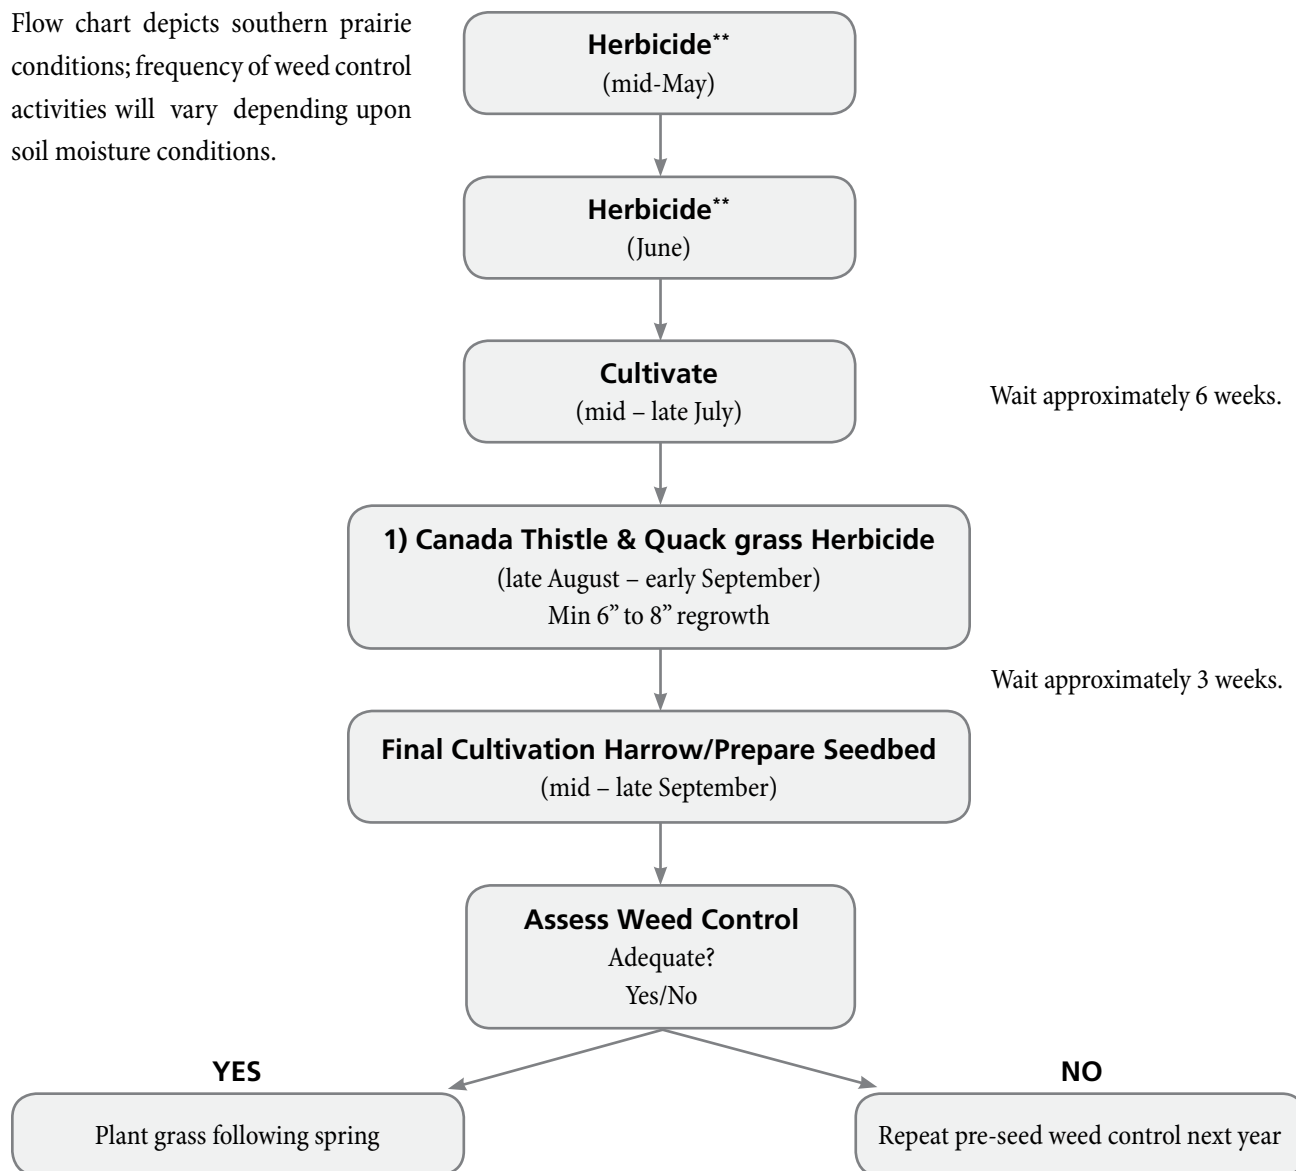 Flow chart depicts southern prairie
conditions; frequency of weed control
activities will vary depending upon
soil moisture conditions.
Herbicide**
(mid-May)
Herbicide**
(June)
Cultivate
(mid – late July)
Wait approximately 6 weeks.
1) Canada Thistle & Quack grass Herbicide
(late August – early September)
Min 6” to 8” regrowth
Wait approximately 3 weeks.
Final Cultivation Harrow/Prepare Seedbed
(mid – late September)
Assess Weed Control
Adequate?
Yes/No
YES
NO
Plant grass following spring
Repeat pre-seed weed control next year